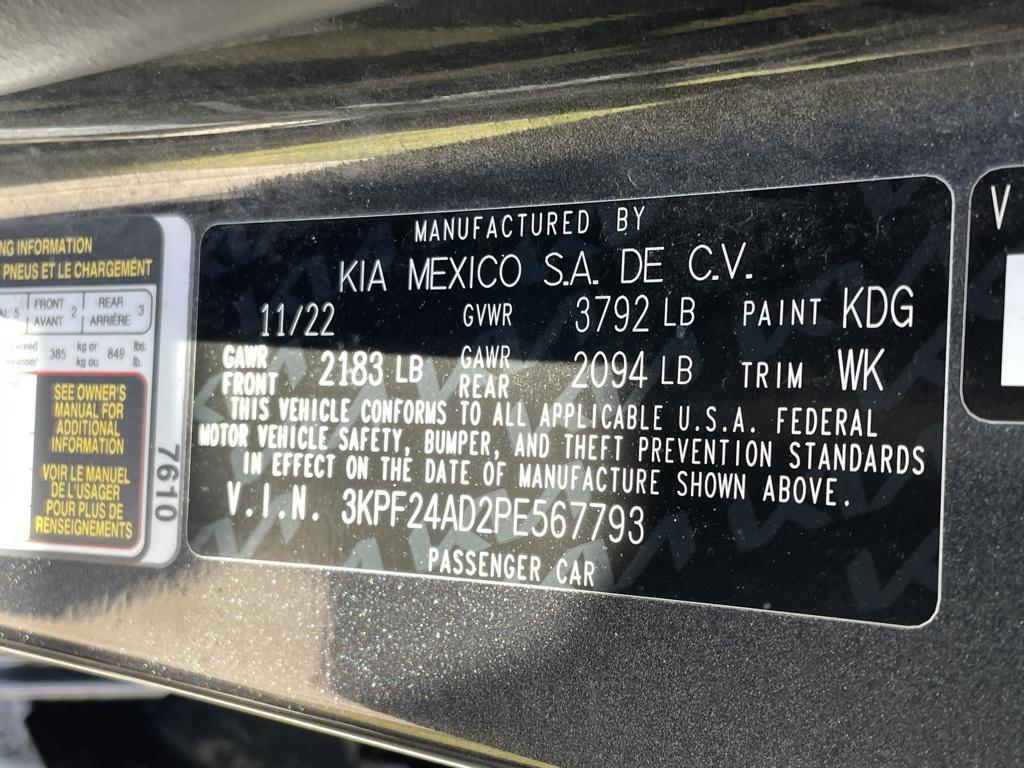 NG INFORMATION
PNEUS ET LE CHARGEMENT
FRONT 2 REAR 3
AVANT ARRIÈRE
385 kg or 849 lbs.
kg ou lb.
SEE OWNER'S
MANUAL FOR
ADDITIONAL
INFORMATION
VOIR LE MANUEL
DE L'USAGER
POUR PLUS DE
RENSEIGNEMENTS
7610
MANUFACTURED BY
KIA MEXICO S.A. DE C.V.
11/22 GVWR 3792 LB PAINT KDG
GAWR FRONT 2183 LB GAWR REAR 2094 LB TRIM WK
THIS VEHICLE CONFORMS TO ALL APPLICABLE U.S.A. FEDERAL
MOTOR VEHICLE SAFETY, BUMPER, AND THEFT PREVENTION STANDARDS
IN EFFECT ON THE DATE OF MANUFACTURE SHOWN ABOVE.
V.I.N. 3KPF24AD2PE567793
PASSENGER CAR
V